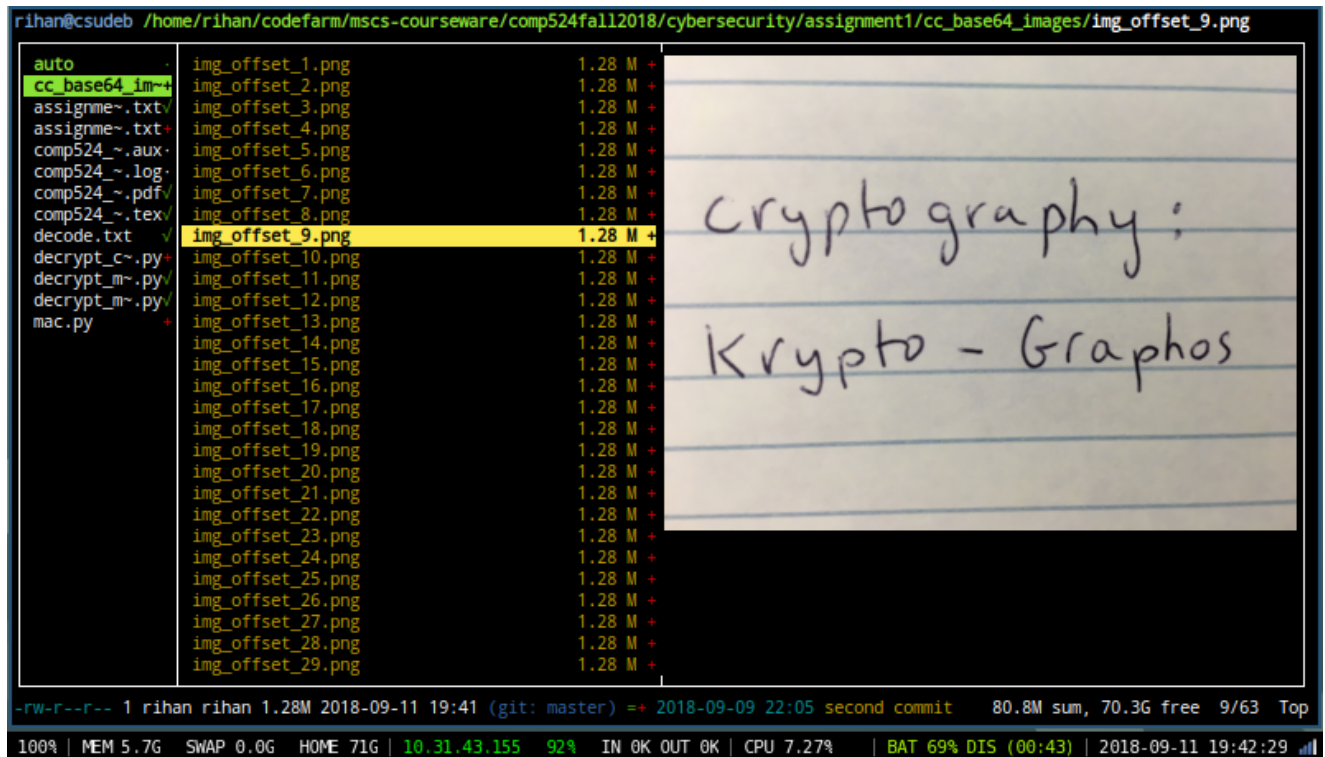 rihan@csudeb /home/rihan/codefarm/mscs-courseware/comp524fall2018/cybersecurity/assignment1/cc_base64_images/img_offset_9.png
auto ·
cc_base64_im~+
assignme~.txt√
assignme~.txt+
comp524_~.aux·
comp524_~.log·
comp524_~.pdf√
comp524_~.tex√
decode.txt √
decrypt_c~.py+
decrypt_m~.py√
decrypt_m~.py√
mac.py +
img_offset_1.png 1.28 M +
img_offset_2.png 1.28 M +
img_offset_3.png 1.28 M +
img_offset_4.png 1.28 M +
img_offset_5.png 1.28 M +
img_offset_6.png 1.28 M +
img_offset_7.png 1.28 M +
img_offset_8.png 1.28 M +
img_offset_9.png 1.28 M +
img_offset_10.png 1.28 M +
img_offset_11.png 1.28 M +
img_offset_12.png 1.28 M +
img_offset_13.png 1.28 M +
img_offset_14.png 1.28 M +
img_offset_15.png 1.28 M +
img_offset_16.png 1.28 M +
img_offset_17.png 1.28 M +
img_offset_18.png 1.28 M +
img_offset_19.png 1.28 M +
img_offset_20.png 1.28 M +
img_offset_21.png 1.28 M +
img_offset_22.png 1.28 M +
img_offset_23.png 1.28 M +
img_offset_24.png 1.28 M +
img_offset_25.png 1.28 M +
img_offset_26.png 1.28 M +
img_offset_27.png 1.28 M +
img_offset_28.png 1.28 M +
img_offset_29.png 1.28 M +
cryptography:
Krypto - Graphos
-rw-r--r-- 1 rihan rihan 1.28M 2018-09-11 19:41 (git: master) =+ 2018-09-09 22:05 second commit 80.8M sum, 70.3G free 9/63 Top
100% | MEM 5.7G SWAP 0.0G HOME 71G | 10.31.43.155 92% IN 0K OUT 0K | CPU 7.27% | BAT 69% DIS (00:43) | 2018-09-11 19:42:29